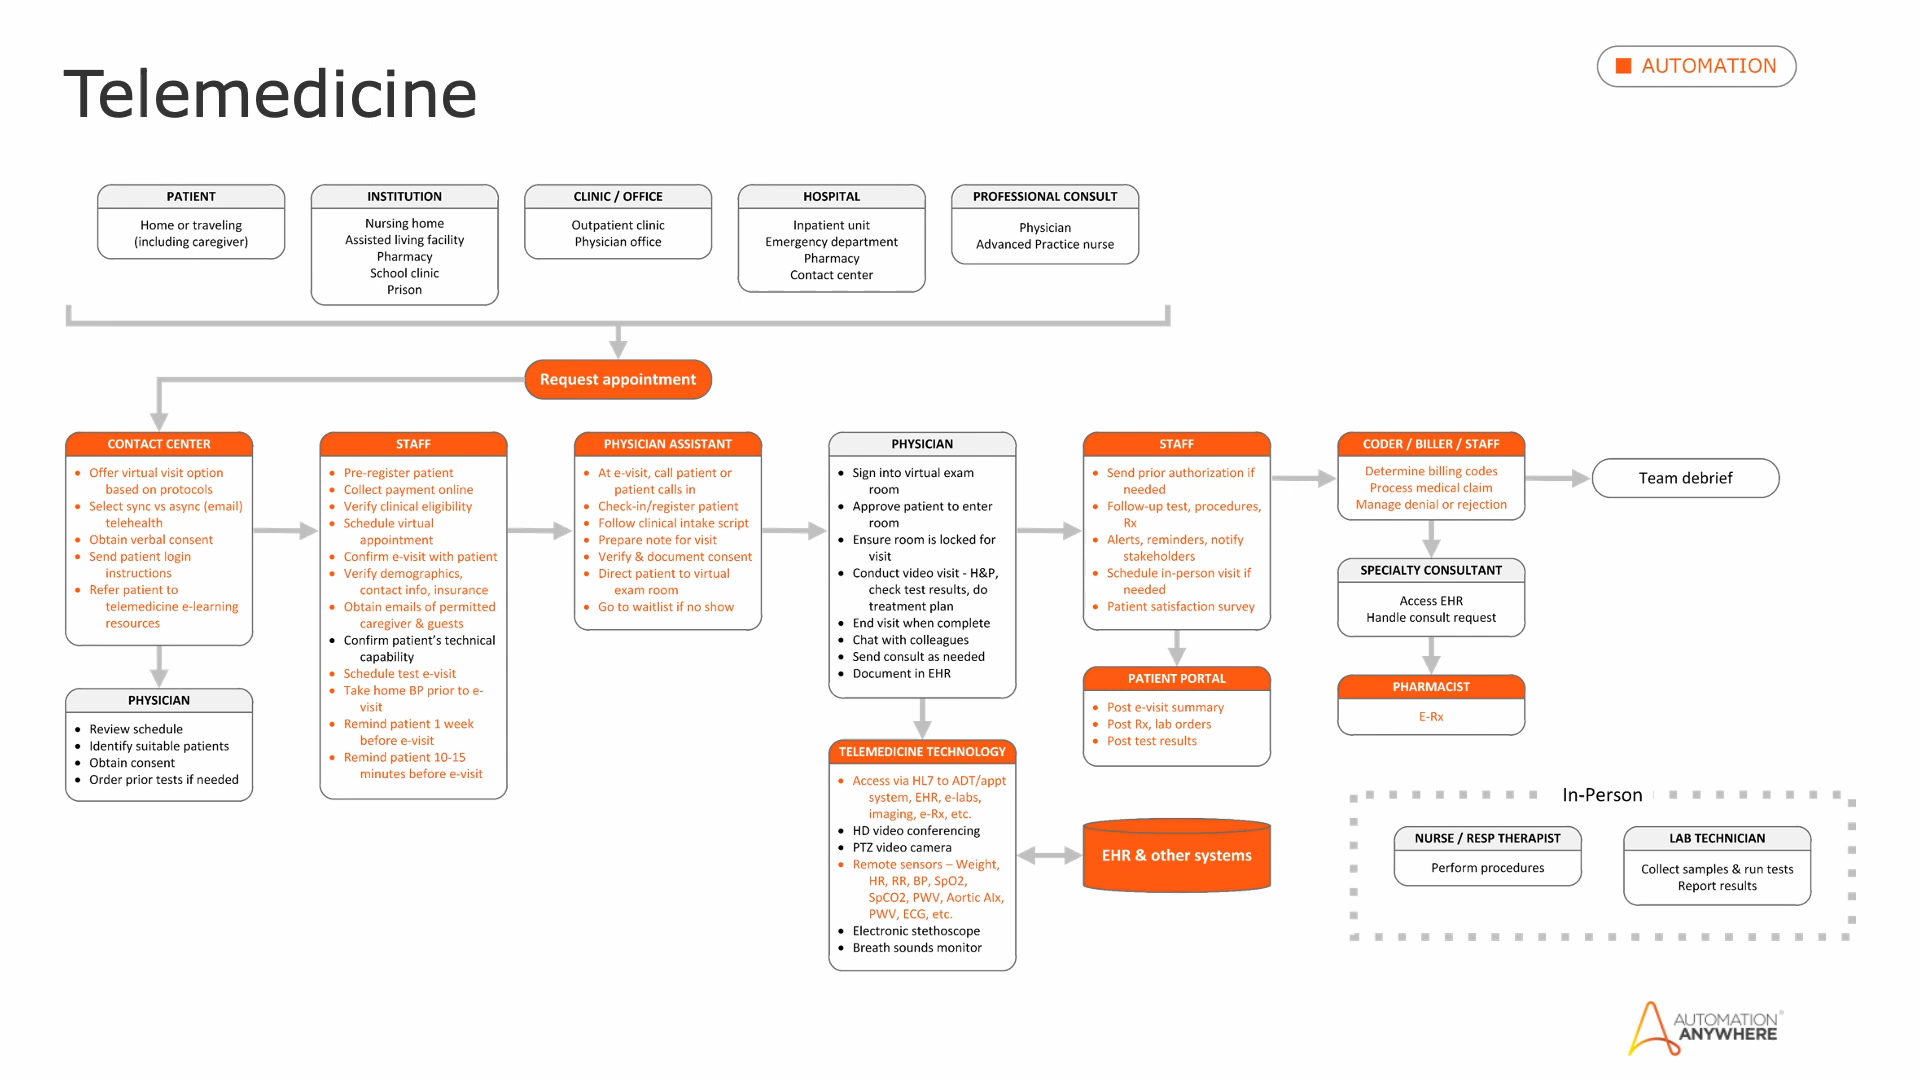 Telemedicine
AUTOMATION
PATIENT
Home or traveling
(including caregiver)
INSTITUTION
Nursing home
Assisted living facility
Pharmacy
School clinic
Prison
CLINIC / OFFICE
Outpatient clinic
Physician office
HOSPITAL
Inpatient unit
Emergency department
Pharmacy
Contact center
PROFESSIONAL CONSULT
Physician
Advanced Practice nurse
Request appointment
CONTACT CENTER
• Offer virtual visit option
based on protocols
• Select sync vs async (email)
telehealth
• Obtain verbal consent
• Send patient login
instructions
• Refer patient to
telemedicine e-learning
resources
PHYSICIAN
• Review schedule
• Identify suitable patients
• Obtain consent
• Order prior tests if needed
STAFF
• Pre-register patient
• Collect payment online
• Verify clinical eligibility
• Schedule virtual
appointment
• Confirm e-visit with patient
• Verify demographics,
contact info, insurance
• Obtain emails of permitted
caregiver & guests
• Confirm patient's technical
capability
• Schedule test e-visit
• Take home BP prior to e-
visit
• Remind patient 1 week
before e-visit
• Remind patient 10-15
minutes before e-visit
PHYSICIAN ASSISTANT
• At e-visit, call patient or
patient calls in
• Check-in/register patient
• Follow clinical intake script
• Prepare note for visit
• Verify & document consent
• Direct patient to virtual
exam room
• Go to waitlist if no show
PHYSICIAN
• Sign into virtual exam
room
• Approve patient to enter
room
• Ensure room is locked for
visit
• Conduct video visit - H&P,
check test results, do
treatment plan
• End visit when complete
• Chat with colleagues
• Send consult as needed
• Document in EHR
TELEMEDICINE TECHNOLOGY
• Access via HL7 to ADT/appt
system, EHR, e-labs,
imaging, e-Rx, etc.
• HD video conferencing
• PTZ video camera
• Remote sensors – Weight,
HR, RR, BP, SpO2,
SpCO2, PWV, Aortic AIx,
PWV, ECG, etc.
• Electronic stethoscope
• Breath sounds monitor
STAFF
• Send prior authorization if
needed
• Follow-up test, procedures,
Rx
• Alerts, reminders, notify
stakeholders
• Schedule in-person visit if
needed
• Patient satisfaction survey
PATIENT PORTAL
• Post e-visit summary
• Post Rx, lab orders
• Post test results
EHR & other systems
CODER / BILLER / STAFF
Determine billing codes
Process medical claim
Manage denial or rejection
Team debrief
SPECIALTY CONSULTANT
Access EHR
Handle consult request
PHARMACIST
E-Rx
In-Person
NURSE / RESP THERAPIST
Perform procedures
LAB TECHNICIAN
Collect samples & run tests
Report results
AUTOMATION®
ANYWHERE